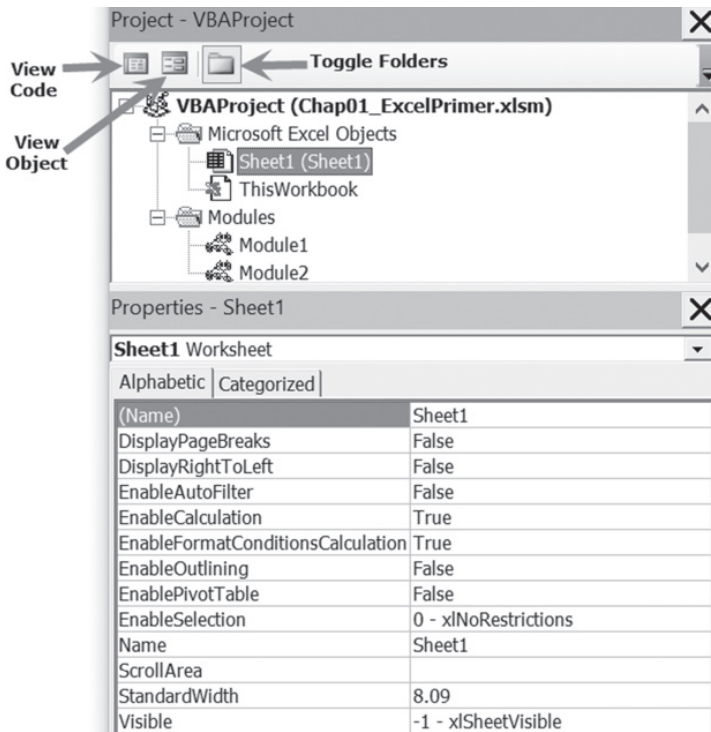 Project - VBAProject
View Code
Toggle Folders
View Object
VBAProject (Chap01_ExcelPrimer.xlsm)
Microsoft Excel Objects
Sheet1 (Sheet1)
ThisWorkbook
Modules
Module1
Module2
Properties - Sheet1
Sheet1 Worksheet
Alphabetic Categorized
(Name) Sheet1
DisplayPageBreaks False
DisplayRightToLeft False
EnableAutoFilter False
EnableCalculation True
EnableFormatConditionsCalculation True
EnableOutlining False
EnablePivotTable False
EnableSelection 0 - xlNoRestrictions
Name Sheet1
ScrollArea
StandardWidth 8.09
Visible -1 - xlSheetVisible